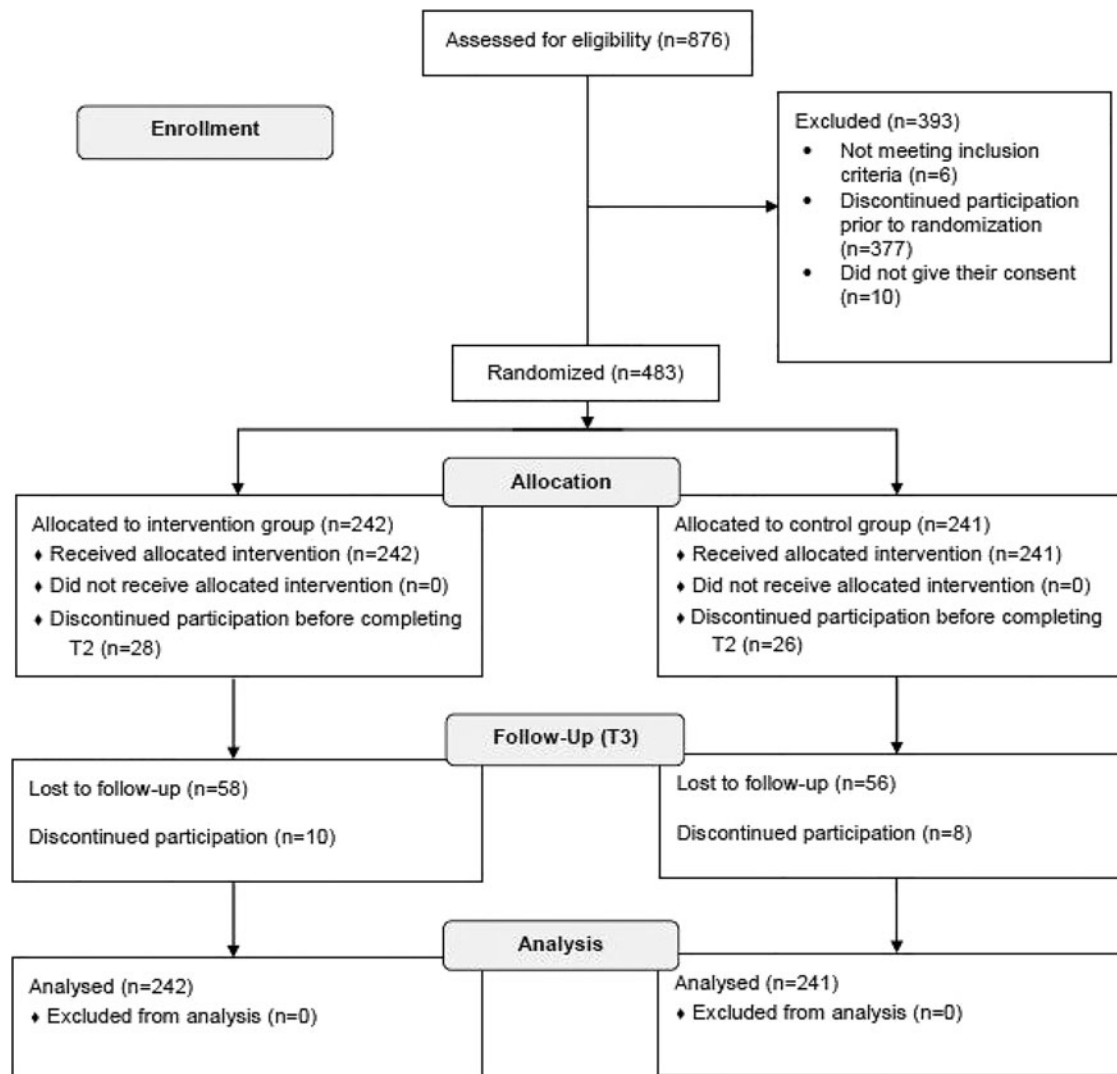 Assessed for eligibility (n=876)
Enrollment
Excluded (n=393)
• Not meeting inclusion
criteria (n=6)
• Discontinued participation
prior to randomization
(n=377)
• Did not give their consent
(n=10)
Randomized (n=483)
Allocation
Allocated to intervention group (n=242)
♦ Received allocated intervention (n=242)
♦ Did not receive allocated intervention (n=0)
♦ Discontinued participation before completing
T2 (n=28)
Allocated to control group (n=241)
♦ Received allocated intervention (n=241)
♦ Did not receive allocated intervention (n=0)
♦ Discontinued participation before completing
T2 (n=26)
Follow-Up (T3)
Lost to follow-up (n=58)
Discontinued participation (n=10)
Lost to follow-up (n=56)
Discontinued participation (n=8)
Analysis
Analysed (n=242)
♦ Excluded from analysis (n=0)
Analysed (n=241)
♦ Excluded from analysis (n=0)